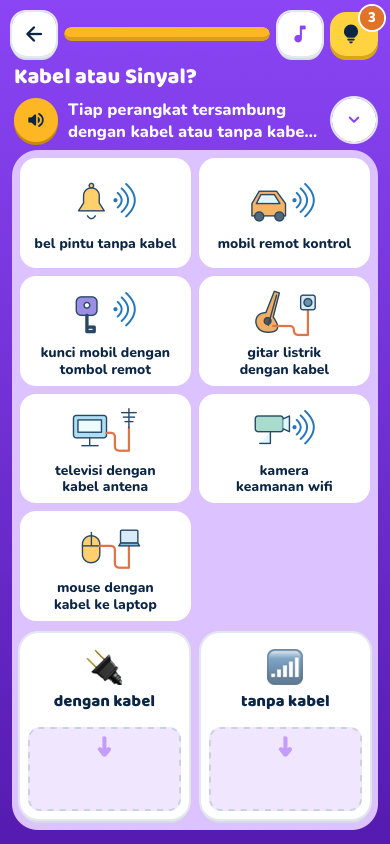 3
Kabel atau Sinyal?
Tiap perangkat tersambung
dengan kabel atau tanpa kabe...
bel pintu tanpa kabel
mobil remot kontrol
kunci mobil dengan
tombol remot
gitar listrik
dengan kabel
televisi dengan
kabel antena
kamera
keamanan wifi
mouse dengan
kabel ke laptop
dengan kabel
tanpa kabel